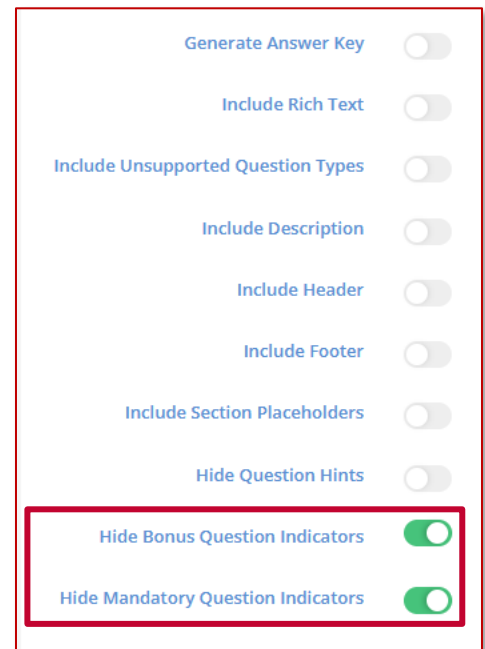 Generate Answer Key
Include Rich Text
Include Unsupported Question Types
Include Description
Include Header
Include Footer
Include Section Placeholders
Hide Question Hints
Hide Bonus Question Indicators
Hide Mandatory Question Indicators